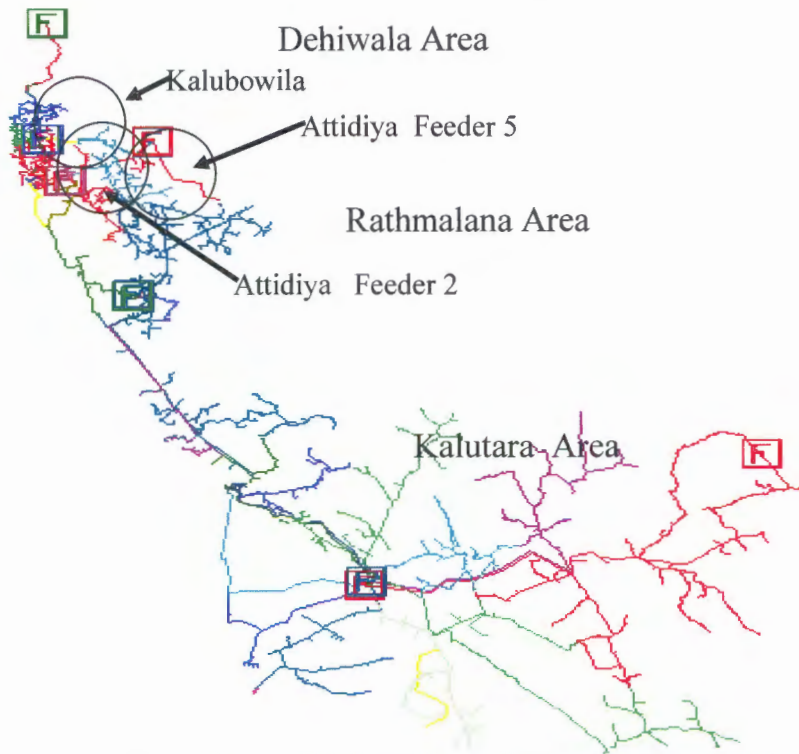 F
Dehiwala Area
Kalubowila
F
F
Attidiya Feeder 5
F
Rathmalana Area
Attidiya Feeder 2
F
Kalutara Area
F
F